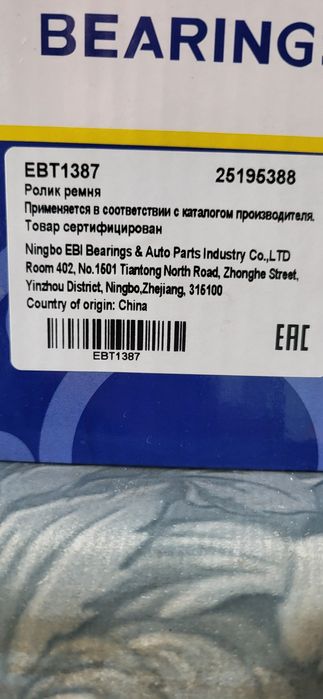 BEARING
EBT1387 25195388
Ролик ремня
Применяется в соответствии с каталогом производителя.
Товар сертифицирован
Ningbo EBI Bearings & Auto Parts Industry Co.,LTD
Room 402, No.1501 Tiantong North Road, Zhonghe Street,
Yinzhou District, Ningbo,Zhejiang, 315100
Country of origin: China
EBT1387
EAC